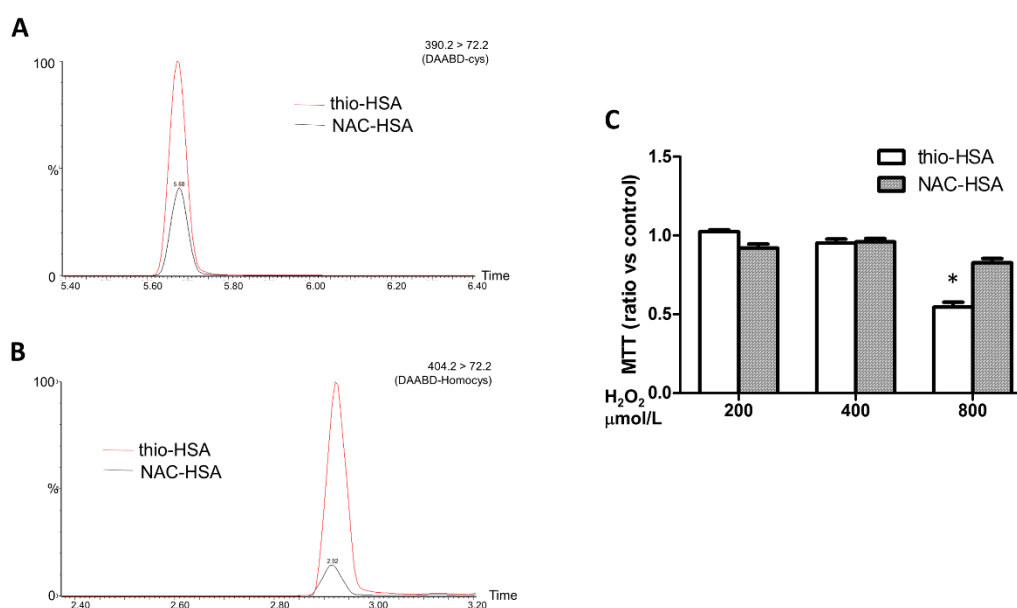 A
390.2 > 72.2
(DAABD-cys)
100
thio-HSA
NAC-HSA
%
5.68
0
Time
5.40 5.60 5.80 6.00 6.20 6.40
B
404.2 > 72.2
(DAABD-Homocys)
100
thio-HSA
NAC-HSA
%
2.92
0
Time
2.40 2.60 2.80 3.00 3.20
C
thio-HSA
NAC-HSA
MTT (ratio vs control)
1.5
1.0
0.5
0.0
*
H₂O₂
μmol/L
200 400 800